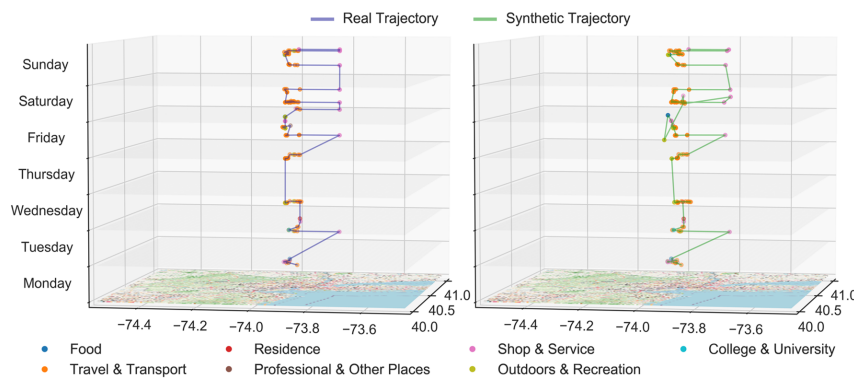 Real Trajectory Synthetic Trajectory
Sunday
Saturday
Friday
Thursday
Wednesday
Tuesday
Monday
41.0 41.0
40.5 40.5
40.0 40.0
−74.4 −74.2 −74.0 −73.8 −73.6 −74.4 −74.2 −74.0 −73.8 −73.6
Food Residence Shop & Service College & University
Travel & Transport Professional & Other Places Outdoors & Recreation